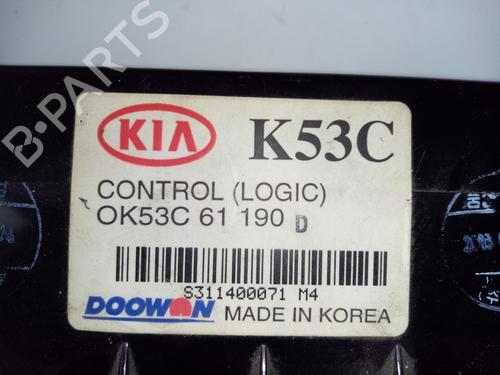 KIA K53C
CONTROL (LOGIC)
OK53C 61 190 D
S311400071 M4
DOOWON MADE IN KOREA
B-PARTS